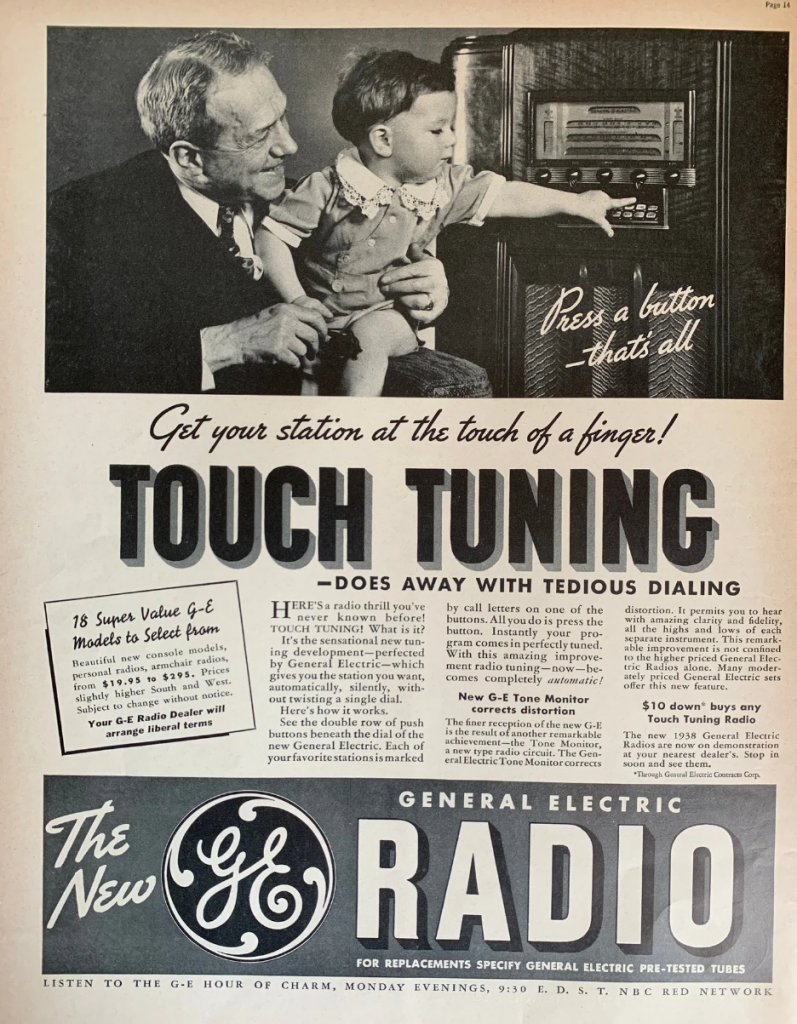 Page 14
Press a button
—that's all
Get your station at the touch of a finger!
TOUCH TUNING
—DOES AWAY WITH TEDIOUS DIALING
18 Super Value G-E
Models to Select from
Beautiful new console models,
personal radios, armchair radios,
from $19.95 to $295. Prices
slightly higher South and West.
Subject to change without notice.
Your G-E Radio Dealer will
arrange liberal terms
HERE'S a radio thrill you've
never known before!
TOUCH TUNING! What is it?
It's the sensational new tun-
ing development—perfected
by General Electric—which
gives you the station you want,
automatically, silently, with-
out twisting a single dial.
Here's how it works.
See the double row of push
buttons beneath the dial of the
new General Electric. Each of
your favorite stations is marked
by call letters on one of the
buttons. All you do is press the
button. Instantly your pro-
gram comes in perfectly tuned.
With this amazing improve-
ment radio tuning—now—be-
comes completely automatic!
New G-E Tone Monitor
corrects distortion
The finer reception of the new G-E
is the result of another remarkable
achievement—the Tone Monitor,
a new type radio circuit. The Gen-
eral Electric Tone Monitor corrects
distortion. It permits you to hear
with amazing clarity and fidelity,
all the highs and lows of each
separate instrument. This remark-
able improvement is not confined
to the higher priced General Elec-
tric Radios alone. Many moder-
ately priced General Electric sets
offer this new feature.
$10 down* buys any
Touch Tuning Radio
The new 1938 General Electric
Radios are now on demonstration
at your nearest dealer's. Stop in
soon and see them.
*Through General Electric Contracts Corp.
The
New
GE
GENERAL ELECTRIC
RADIO
FOR REPLACEMENTS SPECIFY GENERAL ELECTRIC PRE-TESTED TUBES
LISTEN TO THE G-E HOUR OF CHARM, MONDAY EVENINGS, 9:30 E. D. S. T. NBC RED NETWORK